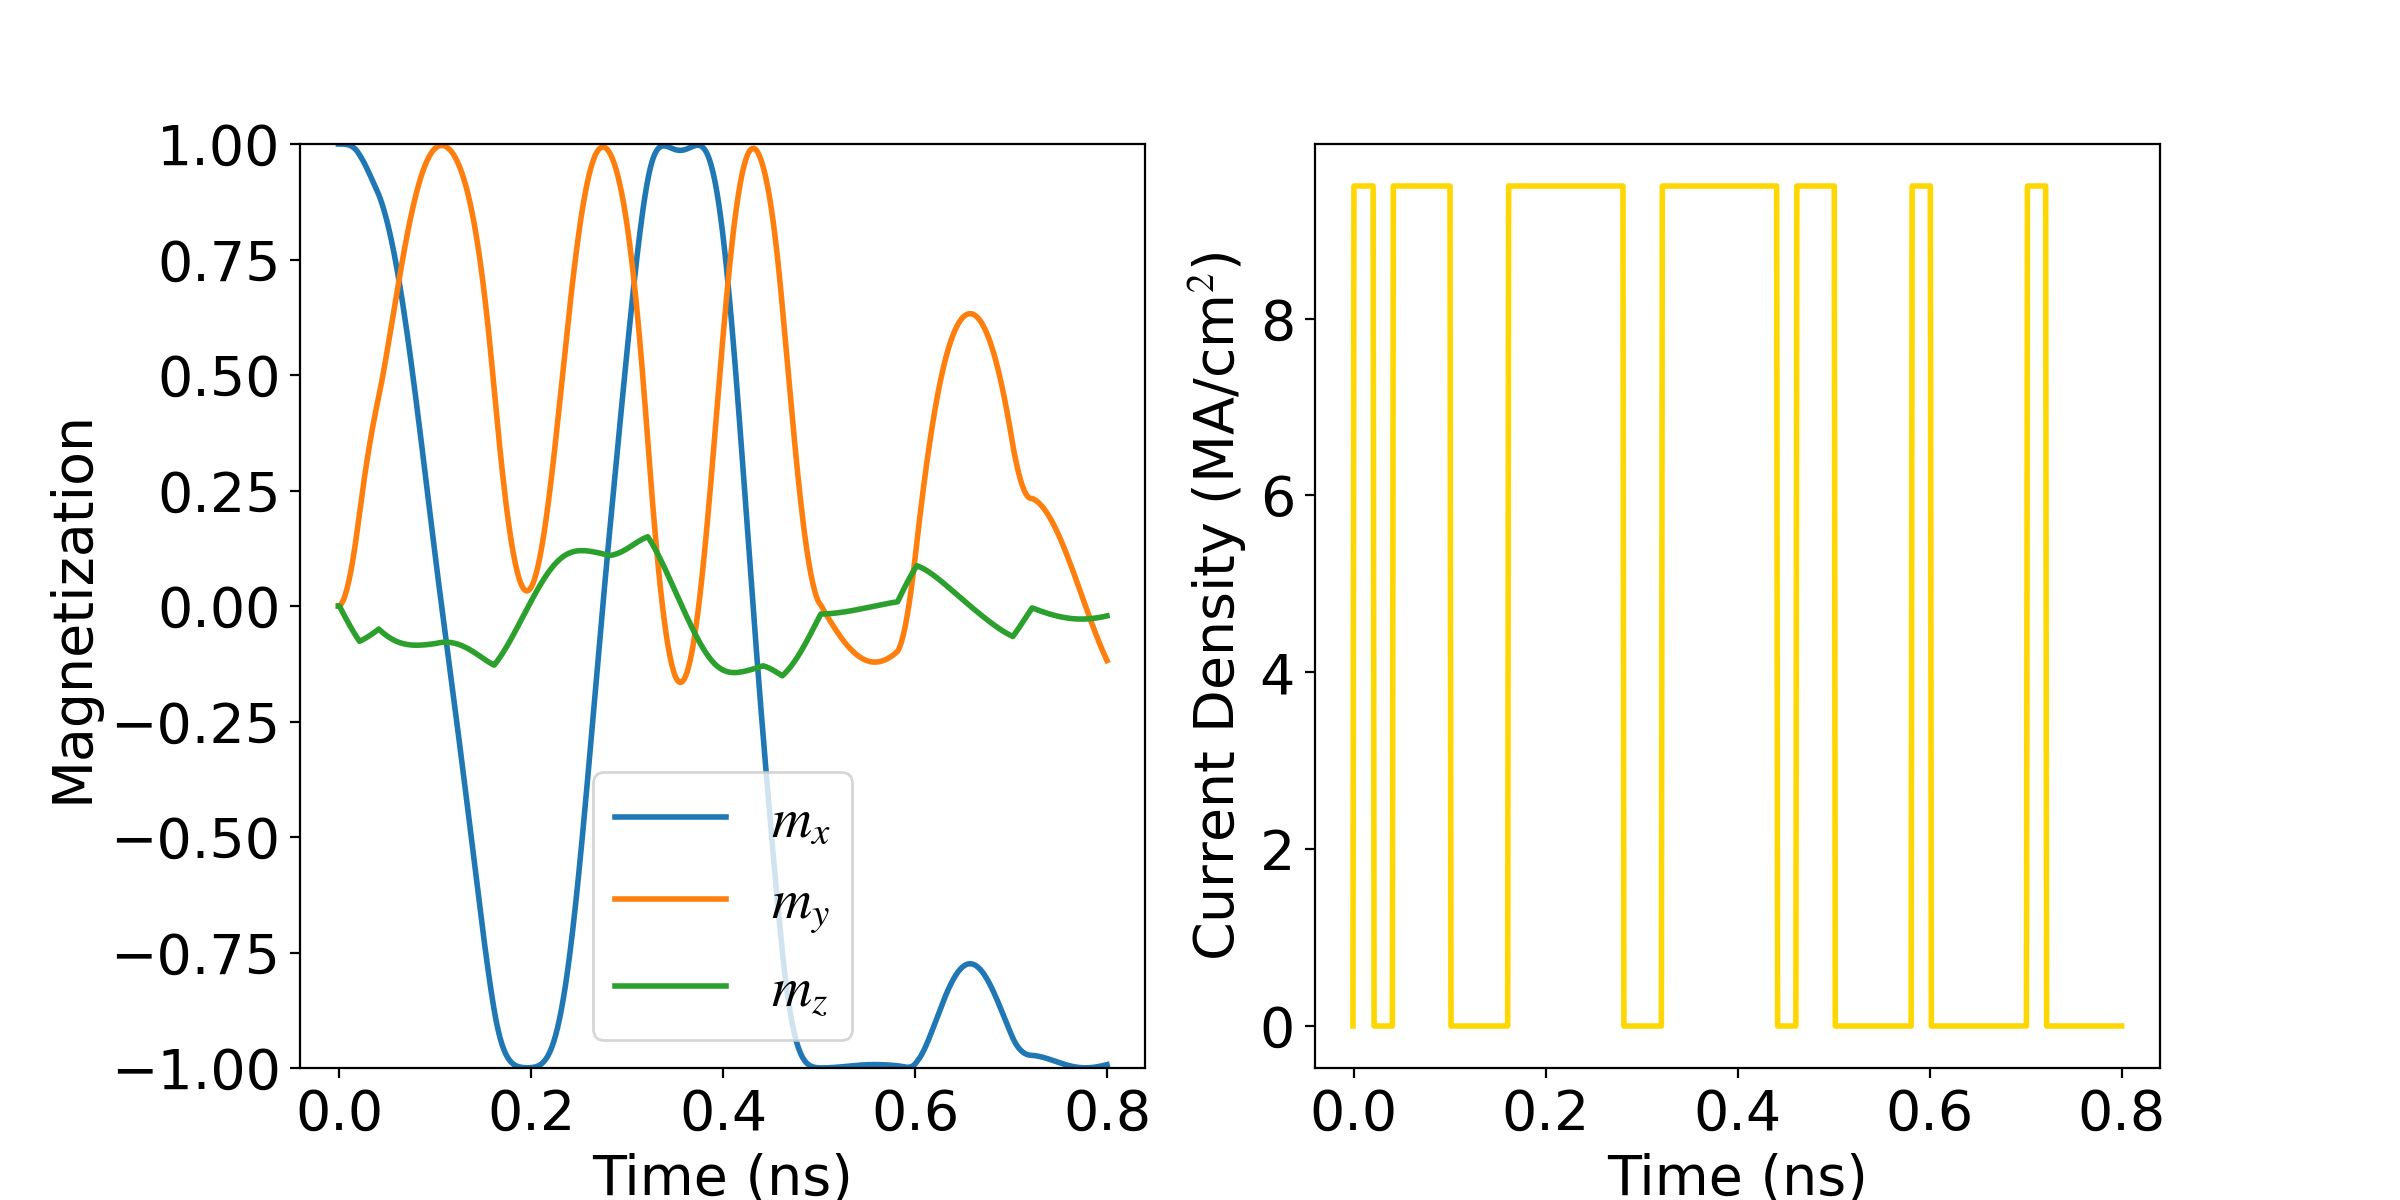 1.00
0.75
0.50
0.25
0.00
−0.25
−0.50
−0.75
−1.00
Magnetization
0.0 0.2 0.4 0.6 0.8
Time (ns)
m_x
m_y
m_z
8
6
4
2
0
Current Density (MA/cm²)
0.0 0.2 0.4 0.6 0.8
Time (ns)